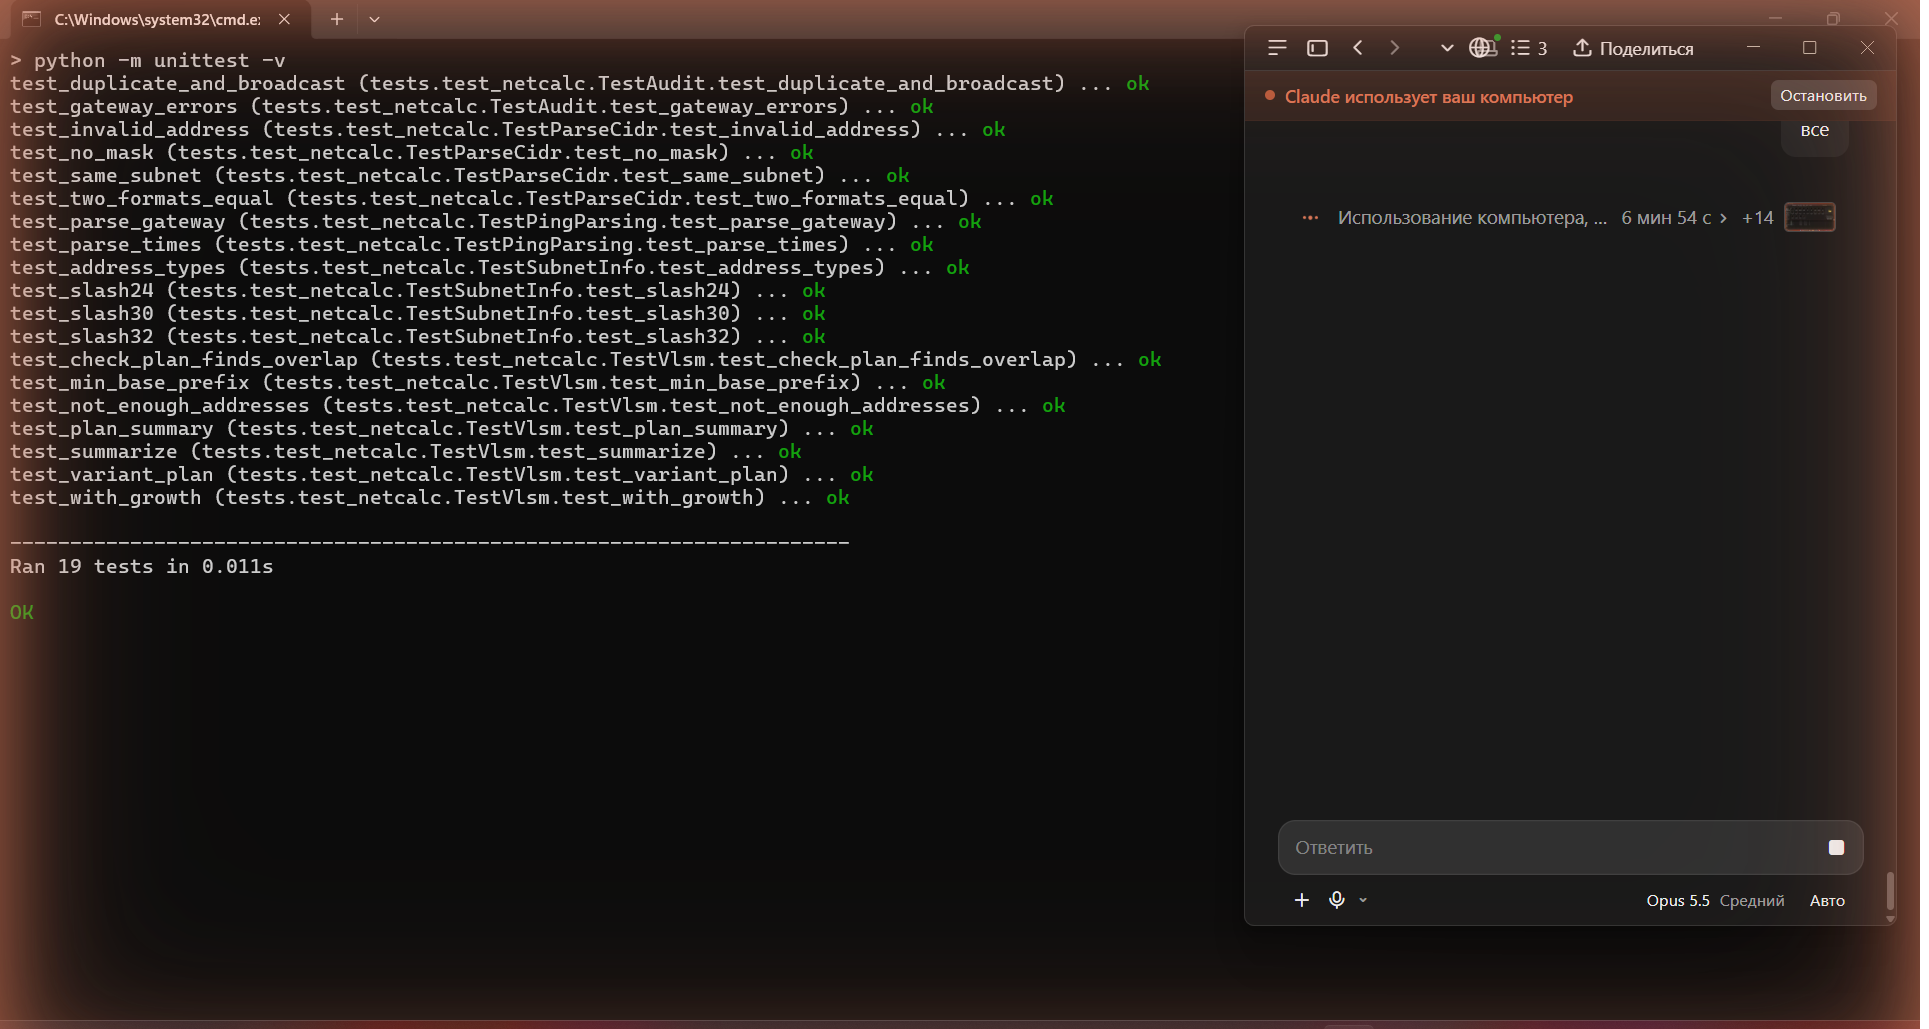 C:\Windows\system32\cmd.e
> python -m unittest -v
test_duplicate_and_broadcast (tests.test_netcalc.TestAudit.test_duplicate_and_broadcast) ... ok
test_gateway_errors (tests.test_netcalc.TestAudit.test_gateway_errors) ... ok
test_invalid_address (tests.test_netcalc.TestParseCidr.test_invalid_address) ... ok
test_no_mask (tests.test_netcalc.TestParseCidr.test_no_mask) ... ok
test_same_subnet (tests.test_netcalc.TestParseCidr.test_same_subnet) ... ok
test_two_formats_equal (tests.test_netcalc.TestParseCidr.test_two_formats_equal) ... ok
test_parse_gateway (tests.test_netcalc.TestPingParsing.test_parse_gateway) ... ok
test_parse_times (tests.test_netcalc.TestPingParsing.test_parse_times) ... ok
test_address_types (tests.test_netcalc.TestSubnetInfo.test_address_types) ... ok
test_slash24 (tests.test_netcalc.TestSubnetInfo.test_slash24) ... ok
test_slash30 (tests.test_netcalc.TestSubnetInfo.test_slash30) ... ok
test_slash32 (tests.test_netcalc.TestSubnetInfo.test_slash32) ... ok
test_check_plan_finds_overlap (tests.test_netcalc.TestVlsm.test_check_plan_finds_overlap) ... ok
test_min_base_prefix (tests.test_netcalc.TestVlsm.test_min_base_prefix) ... ok
test_not_enough_addresses (tests.test_netcalc.TestVlsm.test_not_enough_addresses) ... ok
test_plan_summary (tests.test_netcalc.TestVlsm.test_plan_summary) ... ok
test_summarize (tests.test_netcalc.TestVlsm.test_summarize) ... ok
test_variant_plan (tests.test_netcalc.TestVlsm.test_variant_plan) ... ok
test_with_growth (tests.test_netcalc.TestVlsm.test_with_growth) ... ok
----------------------------------------------------------------------
Ran 19 tests in 0.011s
OK
3 Поделиться
Claude использует ваш компьютер Остановить
все
Использование компьютера, ... 6 мин 54 с > +14
Ответить
Opus 5.5 Средний Авто